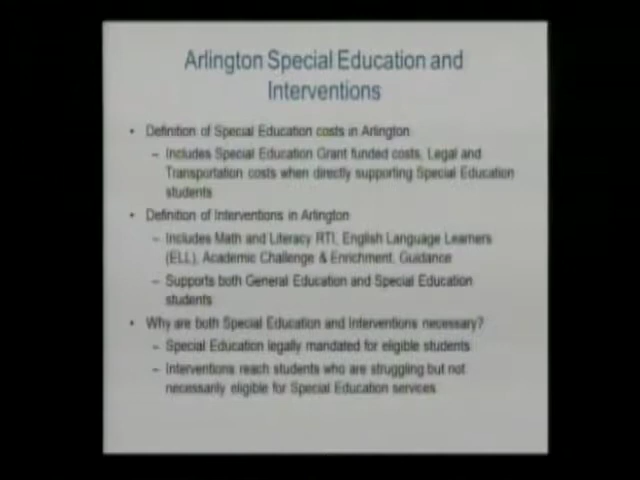 Arlington Special Education and
Interventions
• Definition of Special Education costs in Arlington
– Includes Special Education Grant funded costs, Legal and
Transportation costs when directly supporting Special Education
students
• Definition of Interventions in Arlington
– Includes Math and Literacy RTI, English Language Learners
(ELL), Academic Challenge & Enrichment, Guidance
– Supports both General Education and Special Education
students
• Why are both Special Education and Interventions necessary?
– Special Education legally mandated for eligible students
– Interventions reach students who are struggling but not
necessarily eligible for Special Education services